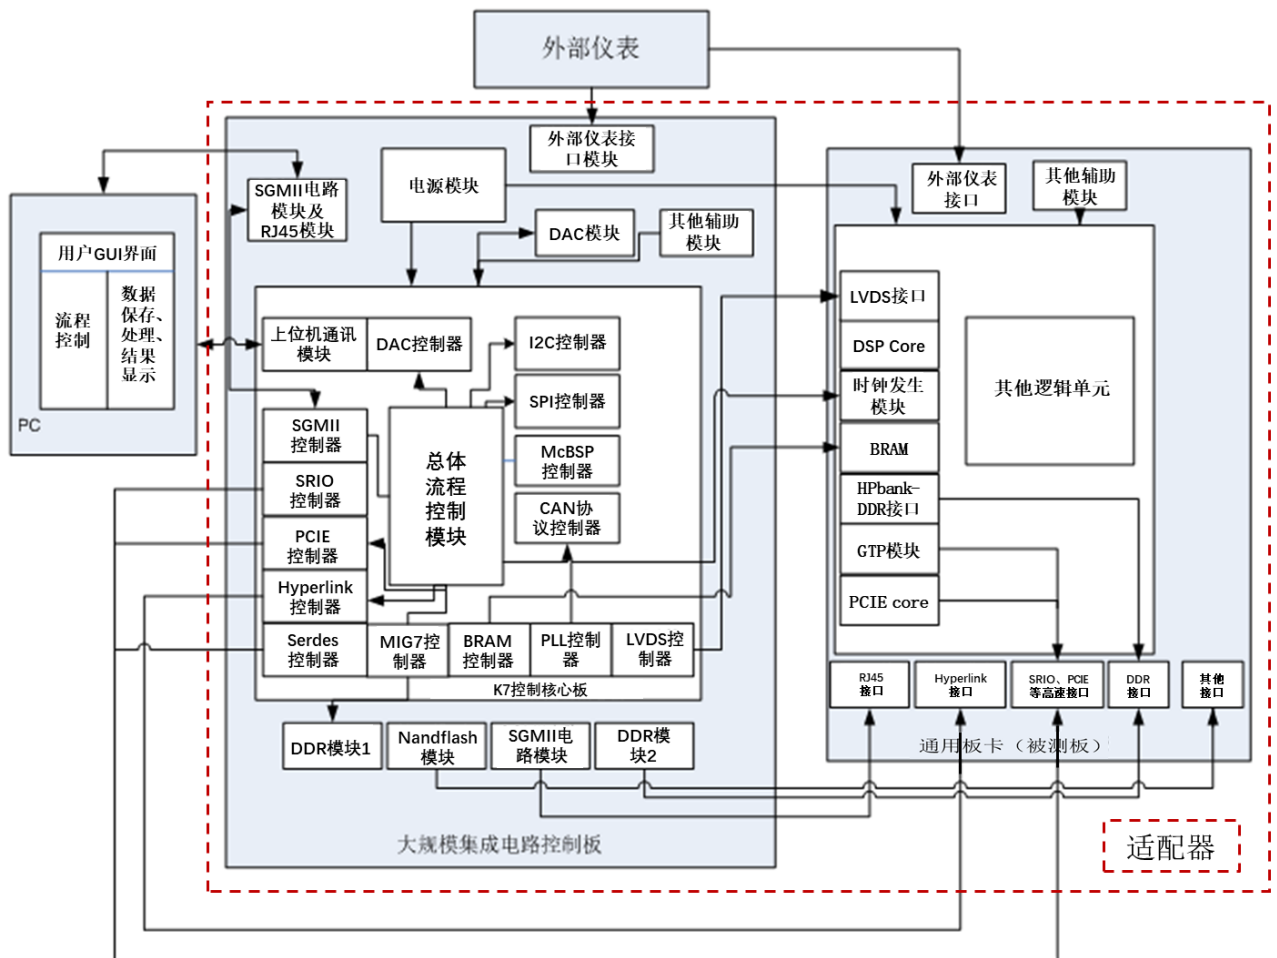 外部仪表
外部仪表接
口模块
SGMII电路
模块及
RJ45模块
电源模块
DAC模块
其他辅助
模块
用户GUI界面
流程
控制
数据
保存、
处理、
结果
显示
PC
上位机通讯
模块
DAC控制器
I2C控制器
SPI控制器
McBSP
控制器
CAN协
议控制器
SGMII
控制器
SRIO
控制器
PCIE
控制器
Hyperlink
控制器
Serdes
控制器
总体
流程
控制
模块
MIG7控
制器
BRAM
控制器
PLL控制
器
LVDS控
制器
K7控制核心板
DDR模块1
Nandflash
模块
SGMII电
路模块
DDR模
块2
大规模集成电路控制板
外部仪表
接口
其他辅助
模块
LVDS接口
DSP Core
时钟发生
模块
BRAM
HPbank-
DDR接口
GTP模块
PCIE core
其他逻辑单元
RJ45
接口
Hyperlink
接口
SRIO、PCIE
等高速接口
DDR
接口
其他
接口
通用板卡（被测板）
适配器